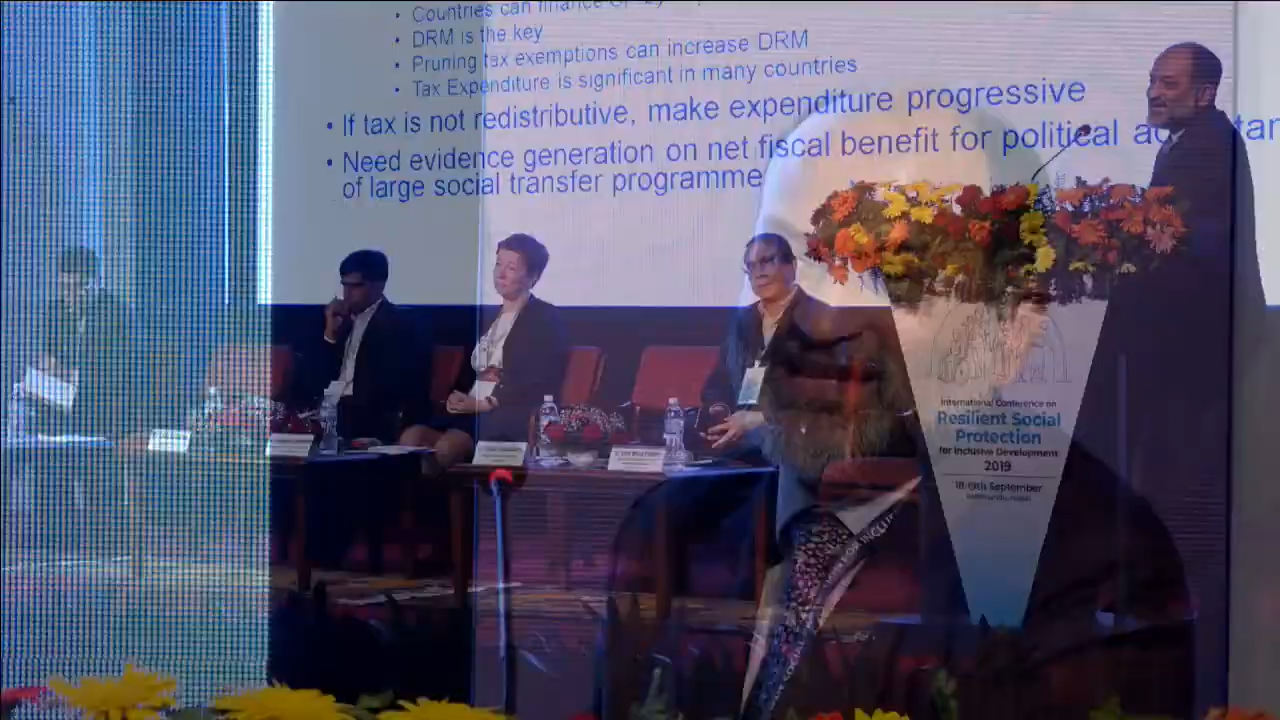 • Countries can finance
• DRM is the key
• Pruning tax exemptions can increase DRM
• Tax Expenditure is significant in many countries
• If tax is not redistributive, make expenditure progressive
• Need evidence generation on net fiscal benefit for political
of large social transfer programme
International Conference on
Resilient Social
Protection
for Inclusive Development
2019
18-19th September